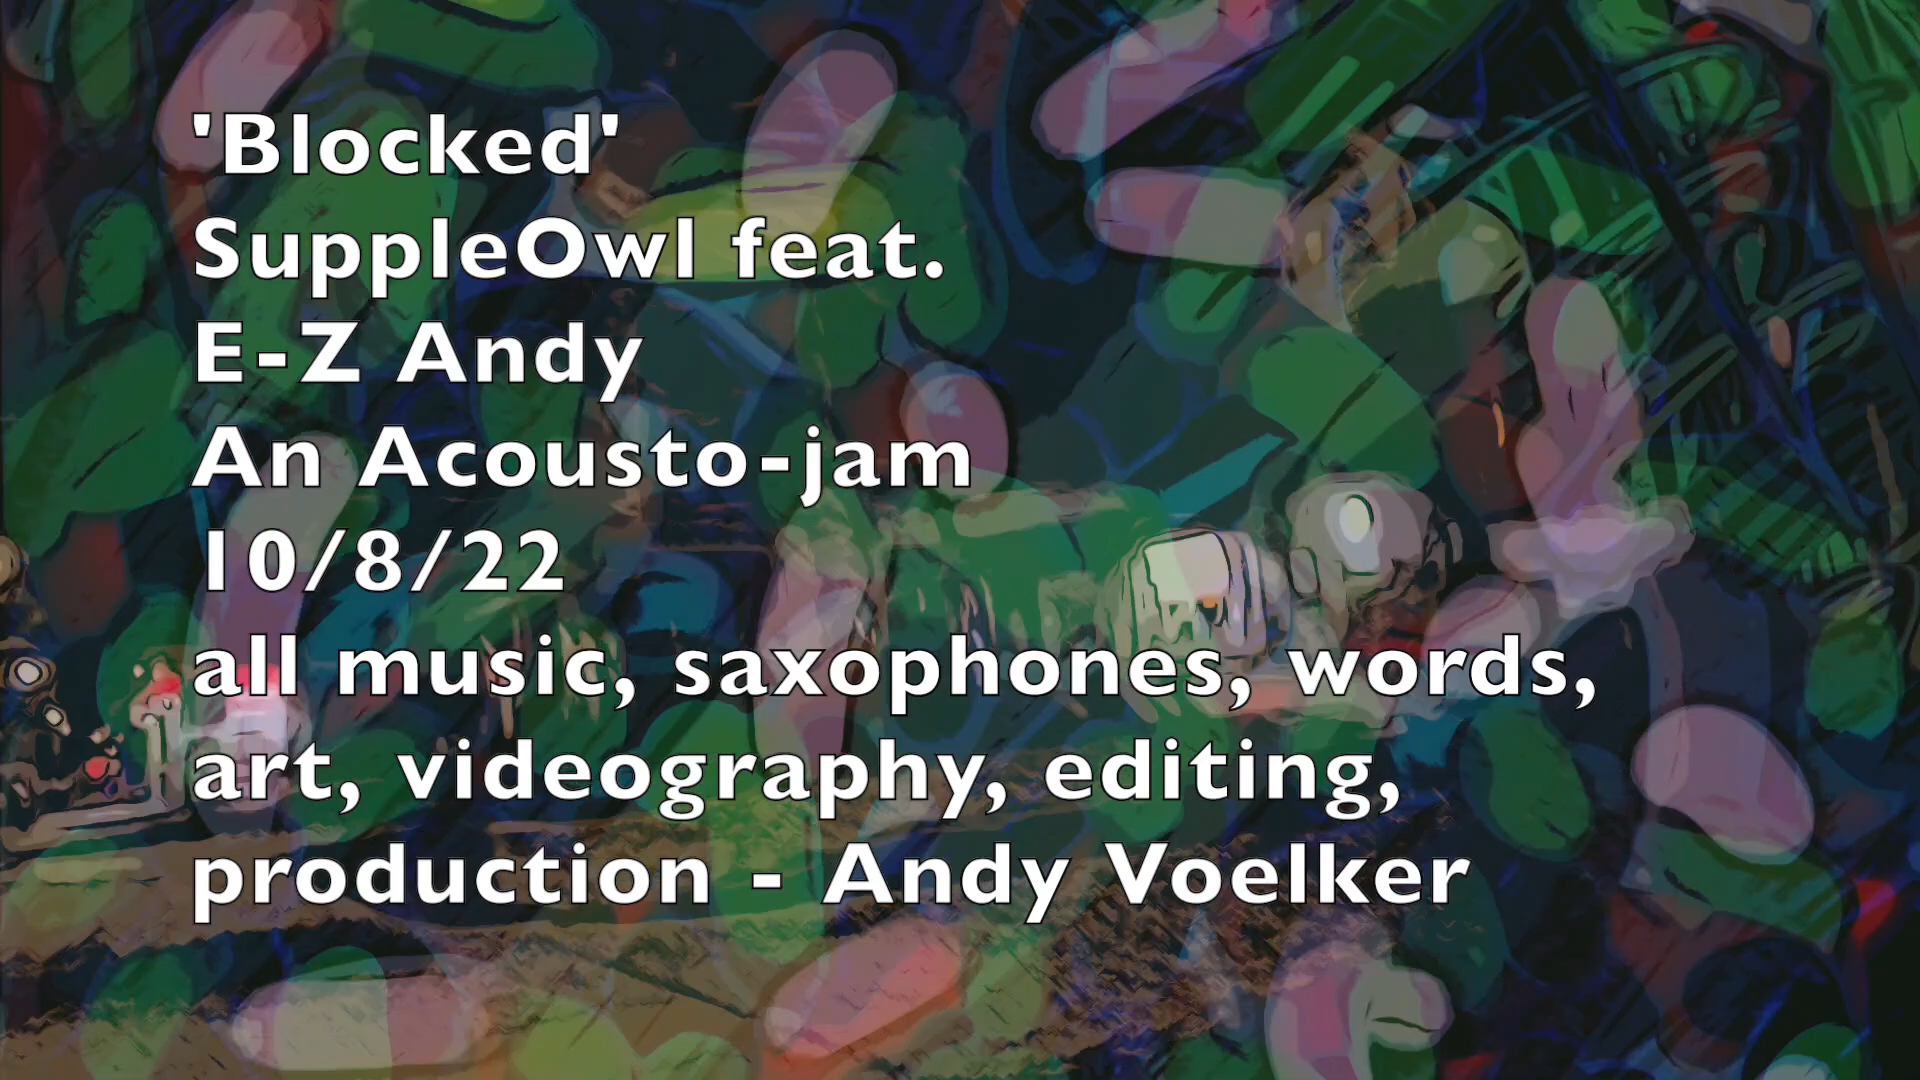 'Blocked'
SuppleOwl feat.
E-Z Andy
An Acousto-jam
10/8/22
all music, saxophones, words,
art, videography, editing,
production - Andy Voelker